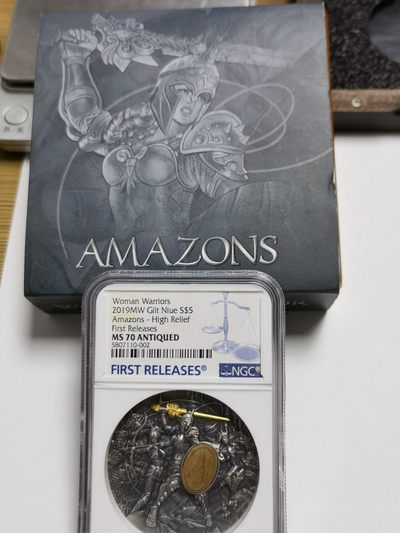 AMAZONS
Woman Warriors
2019MW Gilt Niue S$5
Amazons - High Relief
First Releases
MS 70 ANTIQUED
5807110-002
FIRST RELEASES®
NGC